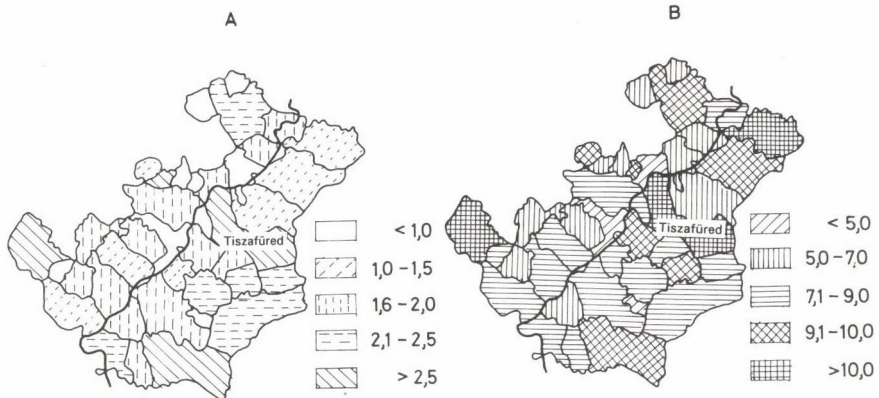 A
Tiszafüred
< 1,0
1,0 – 1,5
1,6 – 2,0
2,1 – 2,5
> 2,5
B
Tiszafüred
< 5,0
5,0 – 7,0
7,1 – 9,0
9,1 – 10,0
>10,0